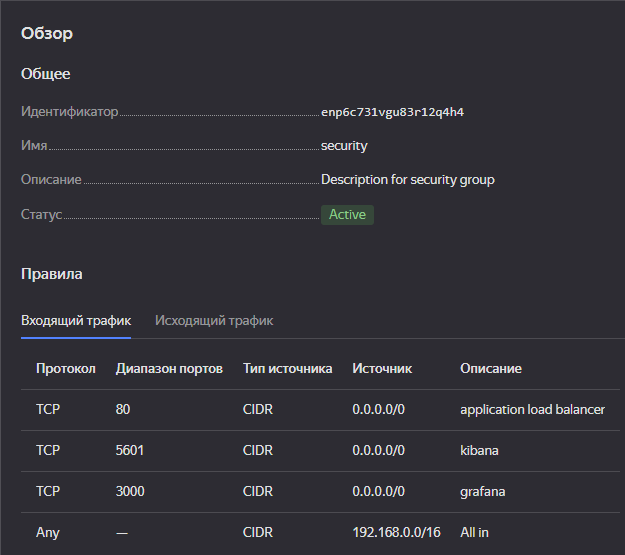 Обзор
Общее
Идентификатор enp6c731vgu83r12q4h4
Имя security
Описание Description for security group
Статус Active
Правила
Входящий трафик Исходящий трафик
Протокол Диапазон портов Тип источника Источник Описание
TCP 80 CIDR 0.0.0.0/0 application load balancer
TCP 5601 CIDR 0.0.0.0/0 kibana
TCP 3000 CIDR 0.0.0.0/0 grafana
Any — CIDR 192.168.0.0/16 All in